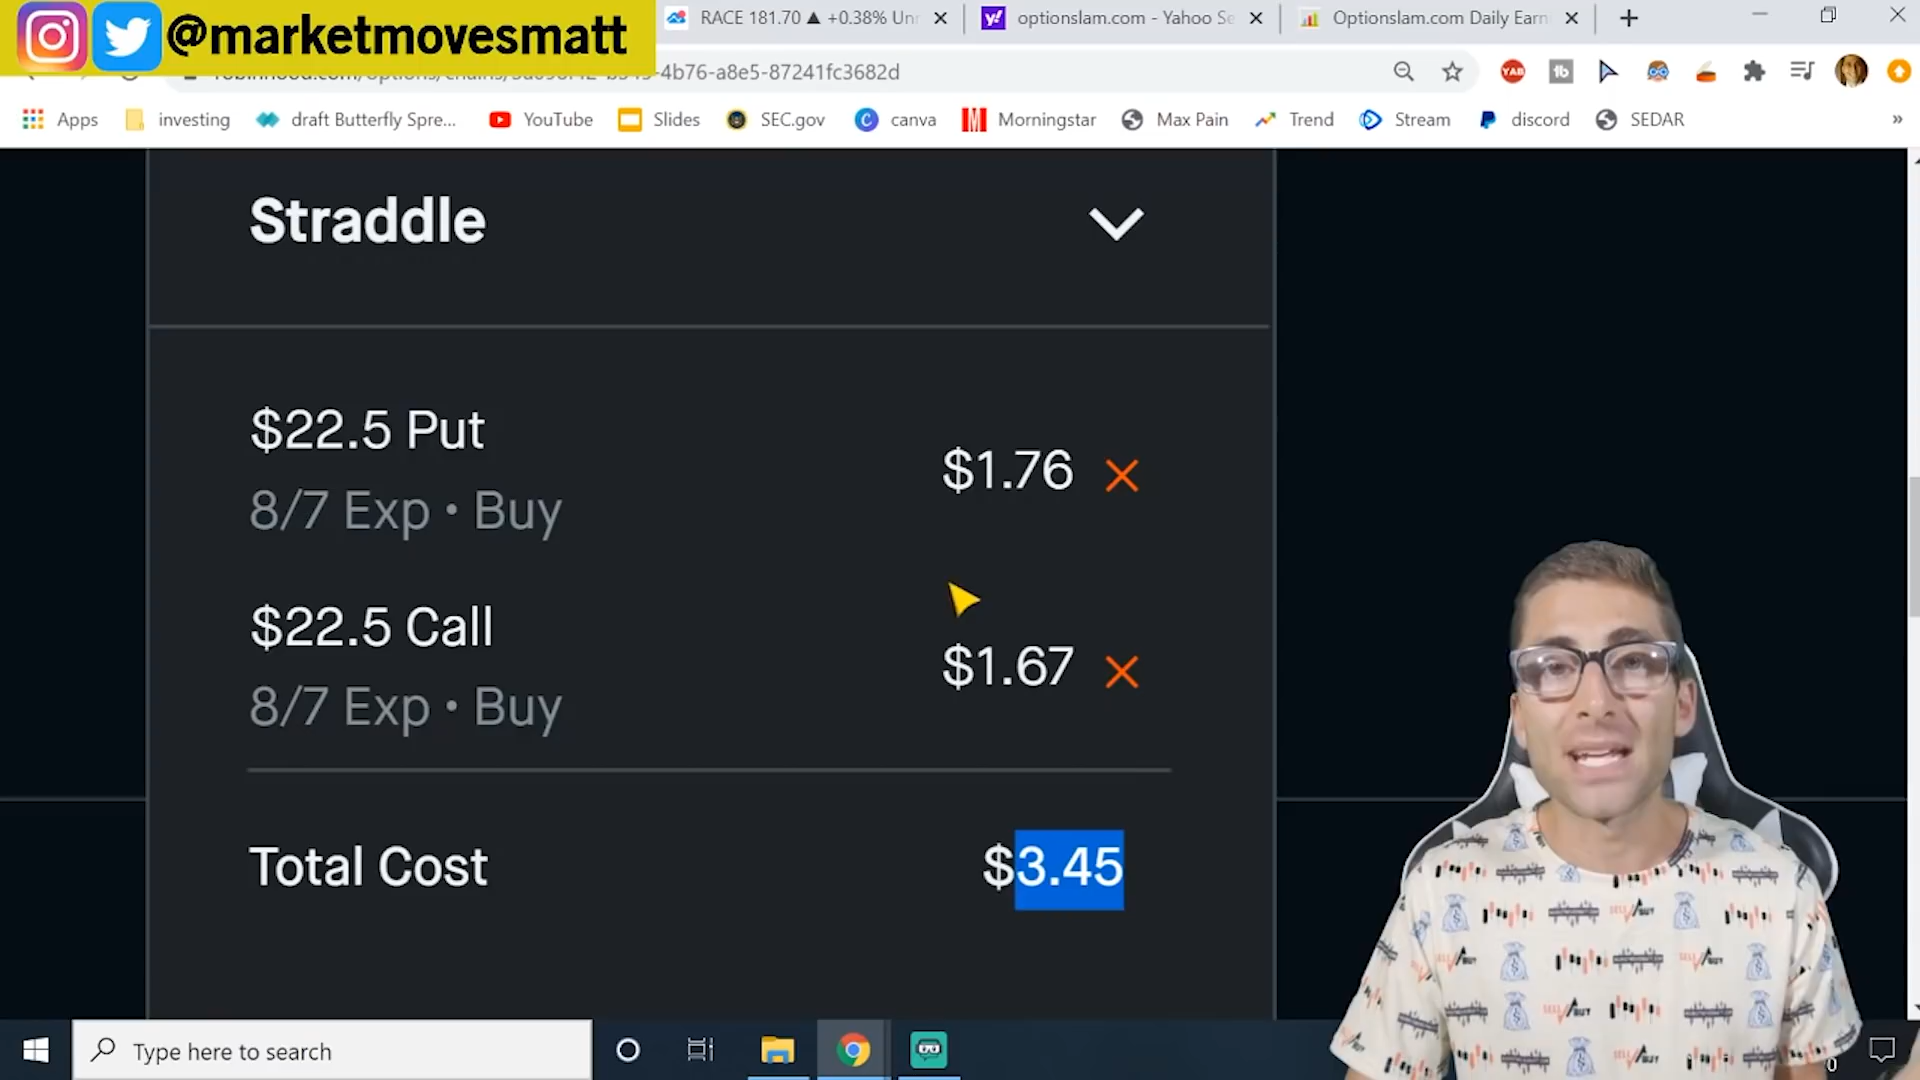 @marketmovesmatt
RACE 181.70 ▲ +0.38% Un
optionslam.com - Yahoo Se
Optionslam.com Daily Earn
-4b76-a8e5-87241fc3682d
YAB
tb
Apps
investing
draft Butterfly Spre...
YouTube
Slides
SEC.gov
canva
Morningstar
Max Pain
Trend
Stream
discord
SEDAR
»
Straddle
$22.5 Put
8/7 Exp • Buy
$1.76
$22.5 Call
8/7 Exp • Buy
$1.67
Total Cost
$3.45
Type here to search